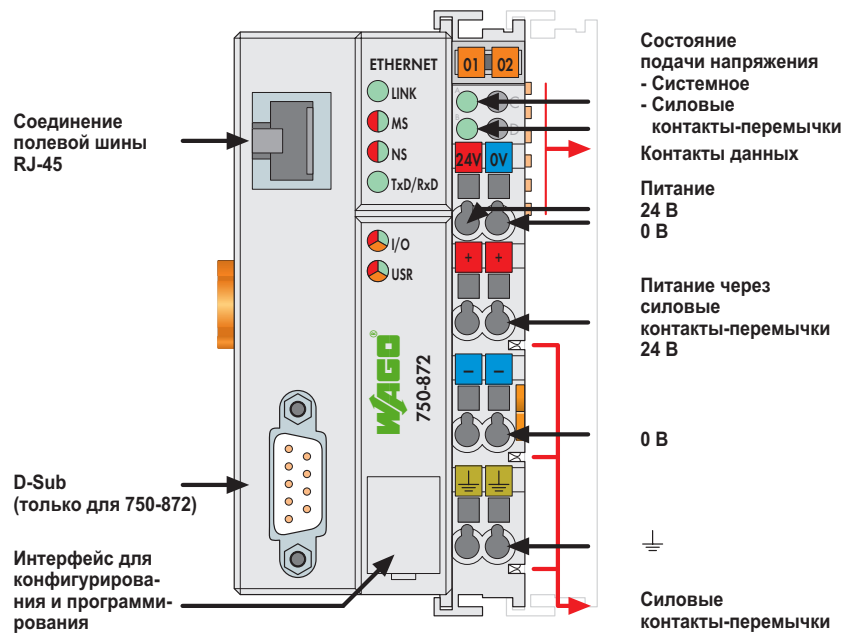 Соединение
полевой шины
RJ-45
D-Sub
(только для 750-872)
Интерфейс для
конфигурирова-
ния и программи-
рования
ETHERNET
LINK
MS
NS
TxD/RxD
I/O
USR
WAGO®
750-872
01 02
A C
B D
24V 0V
+ +
– –
Состояние
подачи напряжения
- Системное
- Силовые
контакты-перемычки
Контакты данных
Питание
24 В
0 В
Питание через
силовые
контакты-перемычки
24 В
0 В
Силовые
контакты-перемычки